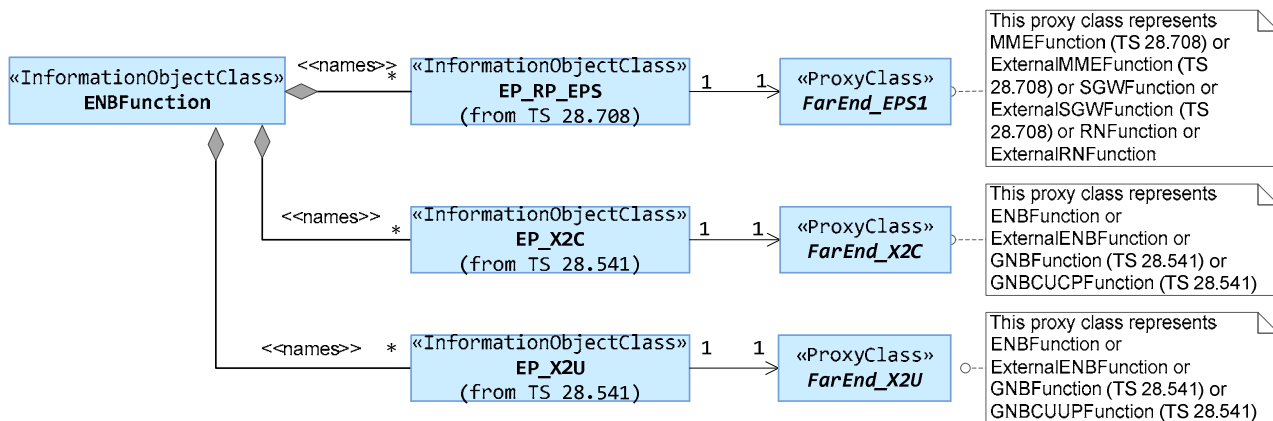 «InformationObjectClass»
ENBFunction
<<names>>
*
«InformationObjectClass»
EP_RP_EPS
(from TS 28.708)
1
1
«ProxyClass»
FarEnd_EPS1
This proxy class represents
MMEFunction (TS 28.708) or
ExternalMMEFunction (TS
28.708) or SGWFunction or
ExternalSGWFunction (TS
28.708) or RNFunction or
ExternalRNFunction
<<names>>
*
«InformationObjectClass»
EP_X2C
(from TS 28.541)
1
1
«ProxyClass»
FarEnd_X2C
This proxy class represents
ENBFunction or
ExternalENBFunction or
GNBFunction (TS 28.541) or
GNBCUCPFunction (TS 28.541)
<<names>>
*
«InformationObjectClass»
EP_X2U
(from TS 28.541)
1
1
«ProxyClass»
FarEnd_X2U
This proxy class represents
ENBFunction or
ExternalENBFunction or
GNBFunction (TS 28.541) or
GNBCUUPFunction (TS 28.541)